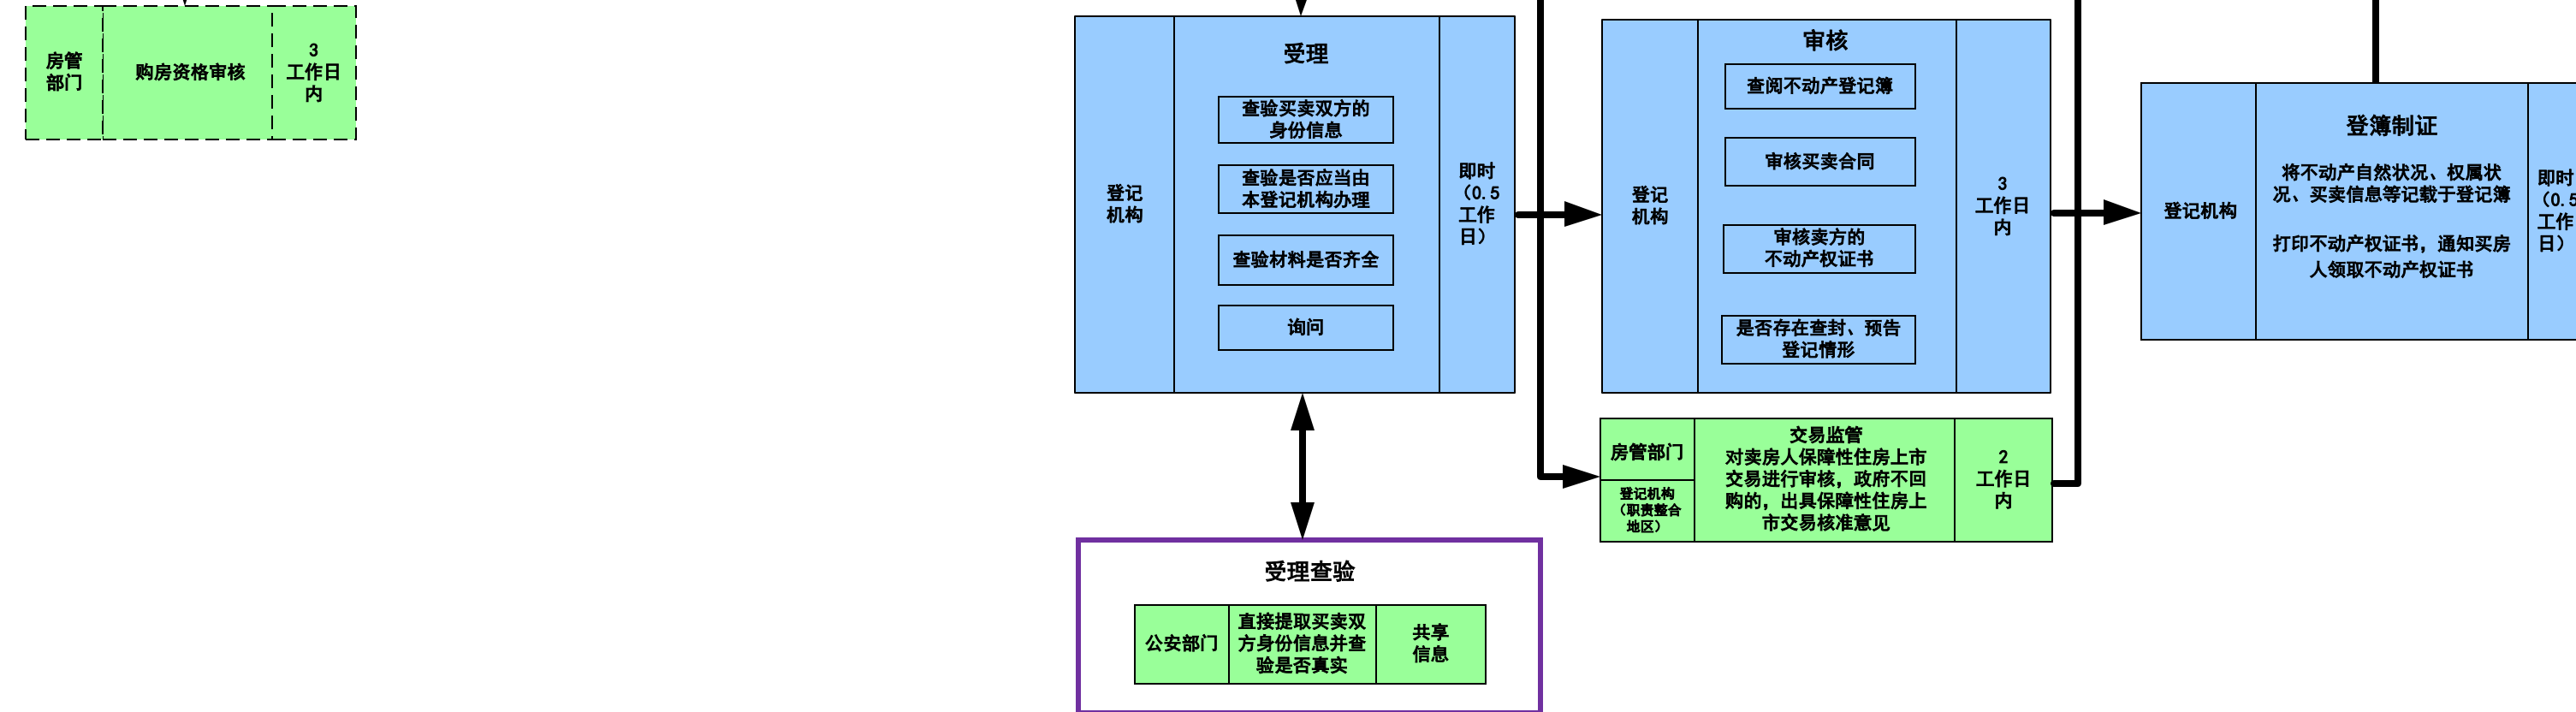 房管
部门
购房资格审核
3
工作日
内
登记
机构
受理
查验买卖双方的
身份信息
查验是否应当由
本登记机构办理
查验材料是否齐全
询问
即时
（0.5
工作
日）
登记
机构
审核
查阅不动产登记簿
审核买卖合同
审核卖方的
不动产权证书
是否存在查封、预告
登记情形
3
工作日
内
登记机构
登簿制证
将不动产自然状况、权属状
况、买卖信息等记载于登记簿
打印不动产权证书，通知买房
人领取不动产权证书
即时
（0.5
工作
日）
房管部门
登记机构
（职责整合
地区）
交易监管
对卖房人保障性住房上市
交易进行审核，政府不回
购的，出具保障性住房上
市交易核准意见
2
工作日
内
受理查验
公安部门
直接提取买卖双
方身份信息并查
验是否真实
共享
信息